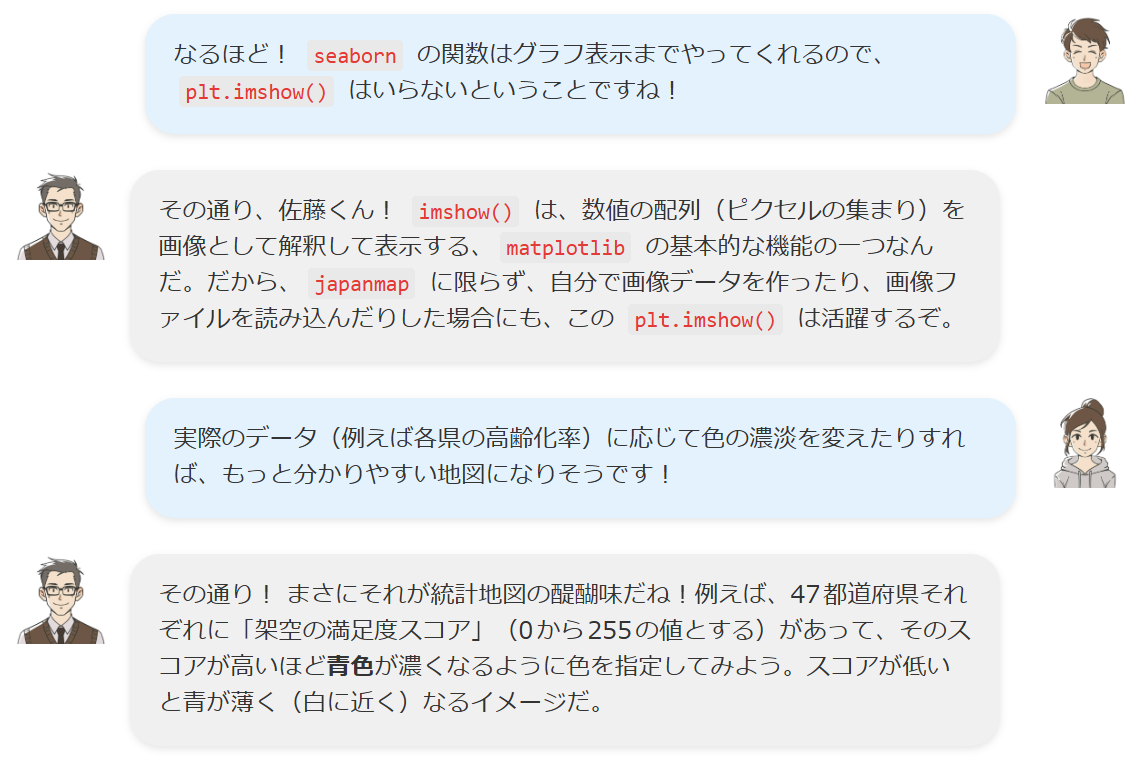 なるほど！ seaborn の関数はグラフ表示までやってくれるので、
plt.imshow() はいらないということですね！
その通り、佐藤くん！ imshow() は、数値の配列（ピクセルの集まり）を
画像として解釈して表示する、 matplotlib の基本的な機能の一つなん
だ。だから、 japanmap に限らず、自分で画像データを作ったり、画像フ
ァイルを読み込んだりした場合にも、この plt.imshow() は活躍するぞ。
実際のデータ（例えば各県の高齢化率）に応じて色の濃淡を変えたりすれ
ば、もっと分かりやすい地図になりそうです！
その通り！ まさにそれが統計地図の醍醐味だね！例えば、47都道府県それ
ぞれに「架空の満足度スコア」（0から255の値とする）があって、そのス
コアが高いほど青色が濃くなるように色を指定してみよう。スコアが低い
と青が薄く（白に近く）なるイメージだ。